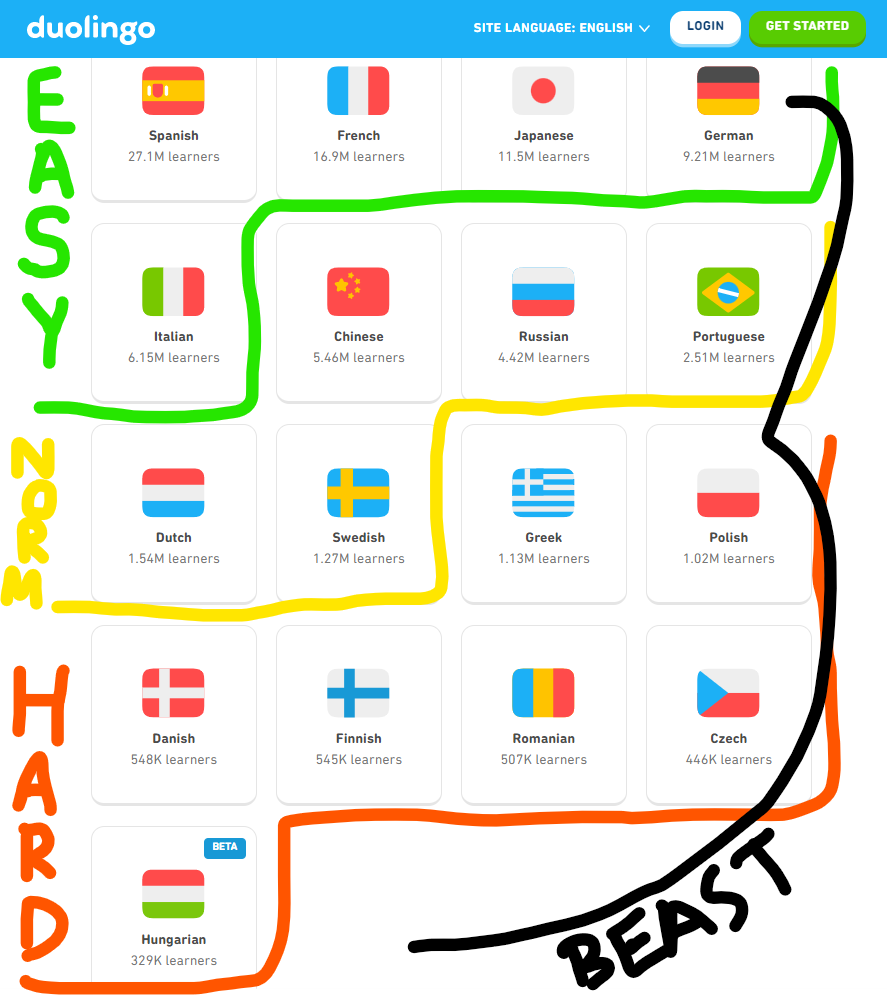 duolingo
SITE LANGUAGE: ENGLISH
LOGIN
GET STARTED
EASY
Spanish
27.1M learners
French
16.9M learners
Japanese
11.5M learners
German
9.21M learners
Italian
6.15M learners
Chinese
5.46M learners
Russian
4.42M learners
Portuguese
2.51M learners
NORM
Dutch
1.54M learners
Swedish
1.27M learners
Greek
1.13M learners
Polish
1.02M learners
HARD
Danish
548K learners
Finnish
545K learners
Romanian
507K learners
Czech
446K learners
BETA
Hungarian
329K learners
BEAST